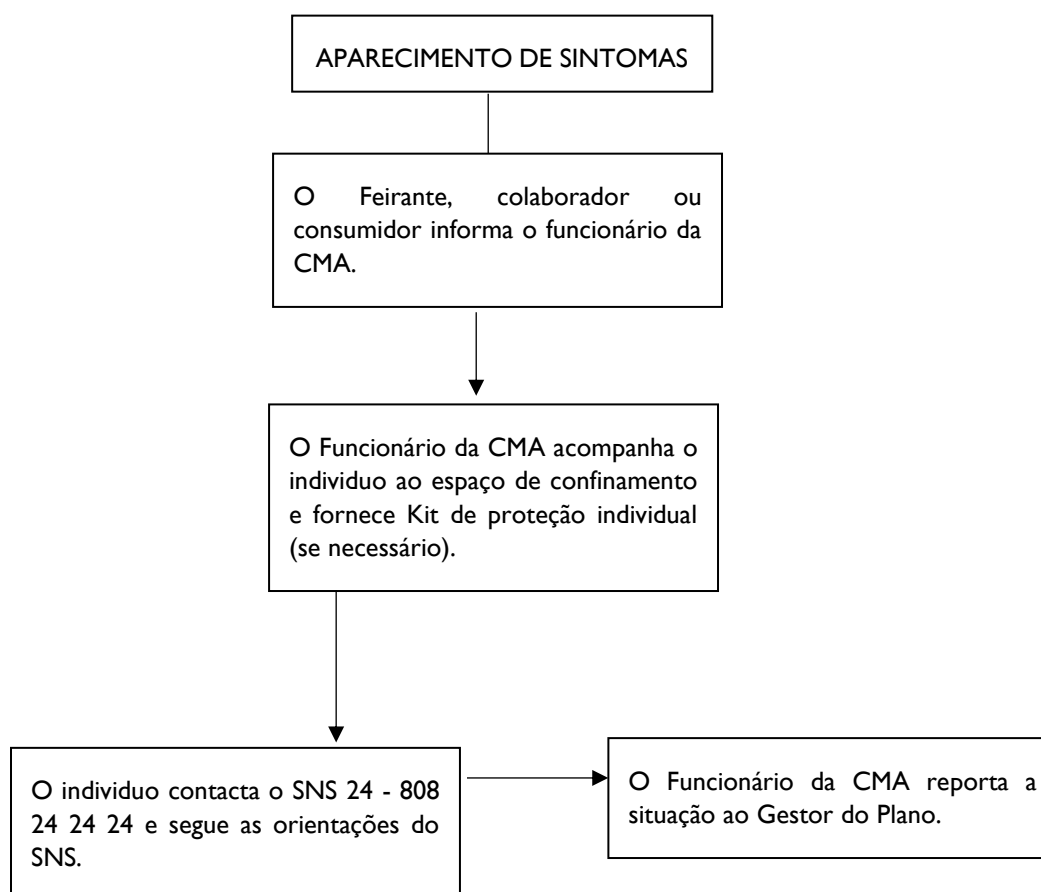 APARECIMENTO DE SINTOMAS
O Feirante, colaborador ou
consumidor informa o funcionário da
CMA.
O Funcionário da CMA acompanha o
individuo ao espaço de confinamento
e fornece Kit de proteção individual
(se necessário).
O individuo contacta o SNS 24 - 808
24 24 24 e segue as orientações do
SNS.
O Funcionário da CMA reporta a
situação ao Gestor do Plano.